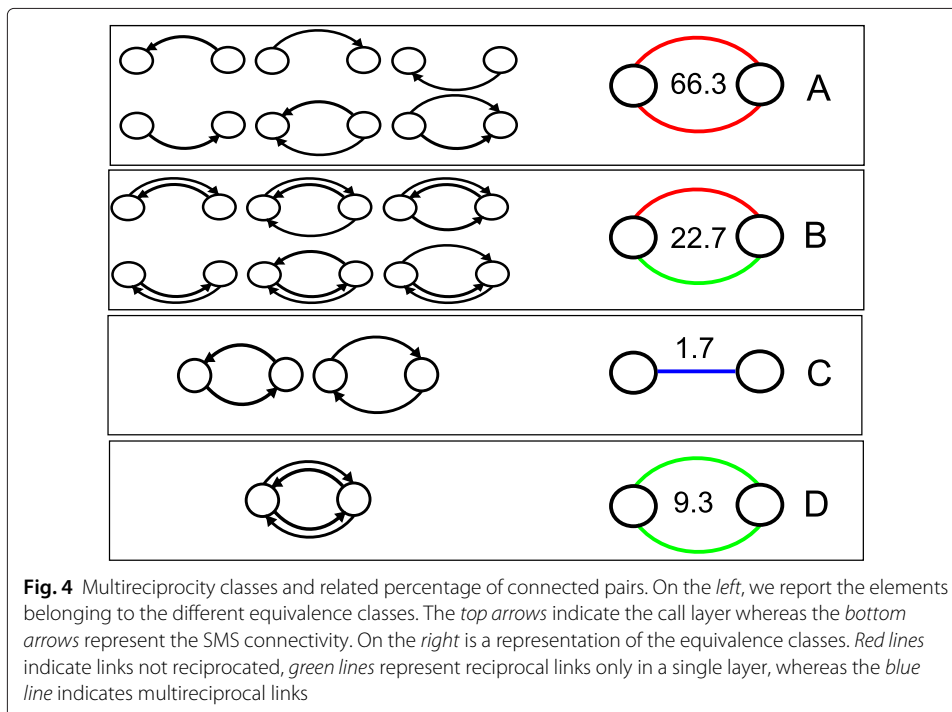 66.3 A
22.7 B
1.7
C
9.3 D
Fig. 4 Multireciprocity classes and related percentage of connected pairs. On the left, we report the elements
belonging to the different equivalence classes. The top arrows indicate the call layer whereas the bottom
arrows represent the SMS connectivity. On the right is a representation of the equivalence classes. Red lines
indicate links not reciprocated, green lines represent reciprocal links only in a single layer, whereas the blue
line indicates multireciprocal links